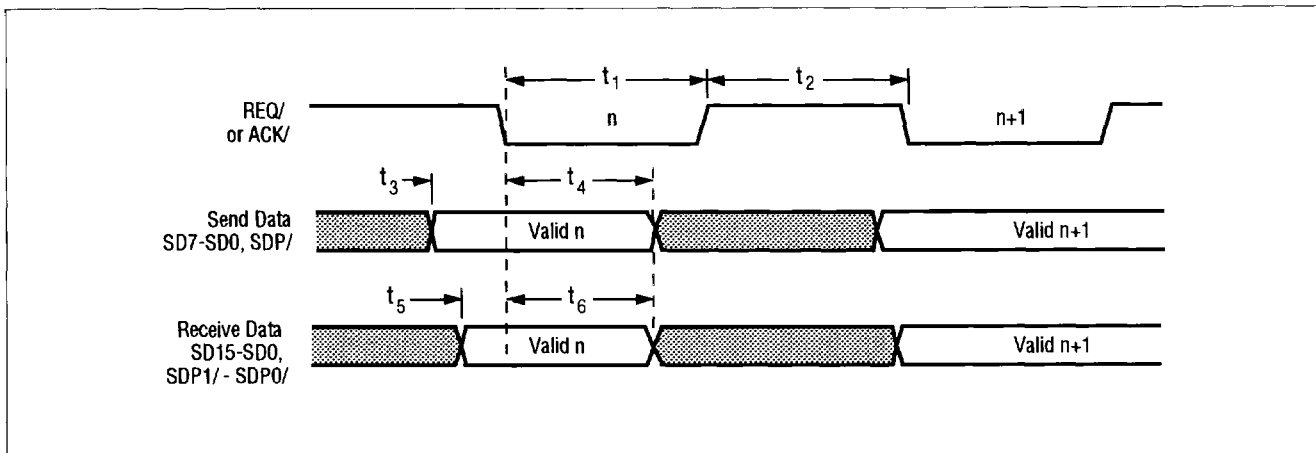 t1
t2
REQ/
or ACK/
n
n+1
t3
t4
Send Data
SD7-SD0, SDP/
Valid n
Valid n+1
t5
t6
Receive Data
SD15-SD0,
SDP1/ - SDP0/
Valid n
Valid n+1